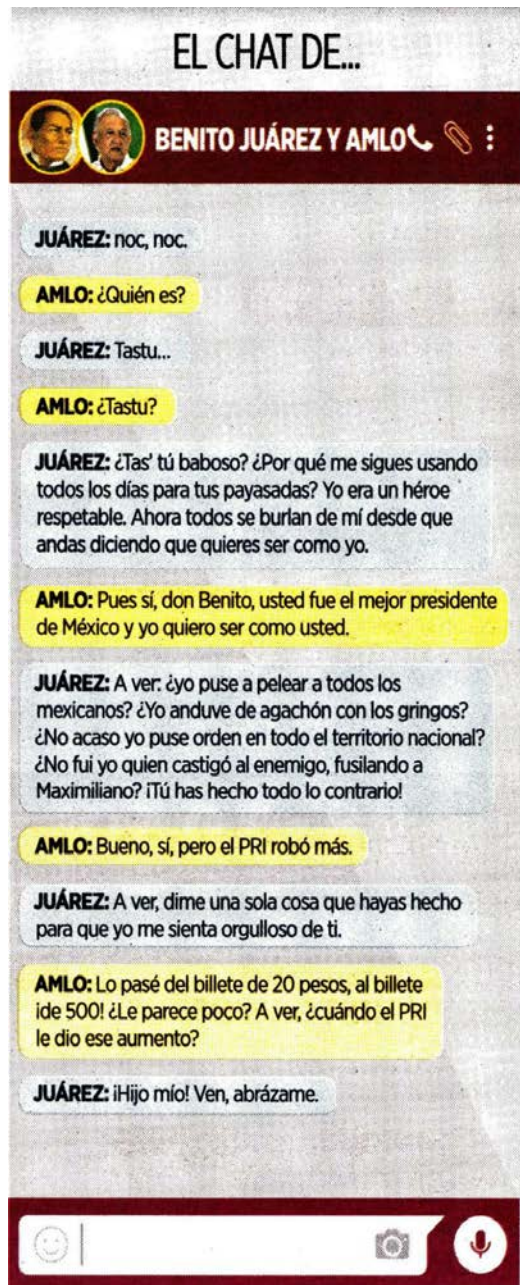 EL CHAT DE...
BENITO JUÁREZ Y AMLO
JUÁREZ: noc, noc.
AMLO: ¿Quién es?
JUÁREZ: Tastu...
AMLO: ¿Tastu?
JUÁREZ: ¿Tas' tú baboso? ¿Por qué me sigues usando
todos los días para tus payasadas? Yo era un héroe
respetable. Ahora todos se burlan de mí desde que
andas diciendo que quieres ser como yo.
AMLO: Pues sí, don Benito, usted fue el mejor presidente
de México y yo quiero ser como usted.
JUÁREZ: A ver: ¿yo puse a pelear a todos los
mexicanos? ¿Yo anduve de agachón con los gringos?
¿No acaso yo puse orden en todo el territorio nacional?
¿No fui yo quien castigó al enemigo, fusilando a
Maximiliano? ¡Tú has hecho todo lo contrario!
AMLO: Bueno, sí, pero el PRI robó más.
JUÁREZ: A ver, dime una sola cosa que hayas hecho
para que yo me sienta orgulloso de ti.
AMLO: Lo pasé del billete de 20 pesos, al billete
¡de 500! ¿Le parece poco? A ver, ¿cuándo el PRI
le dio ese aumento?
JUÁREZ: ¡Hijo mío! Ven, abrázame.